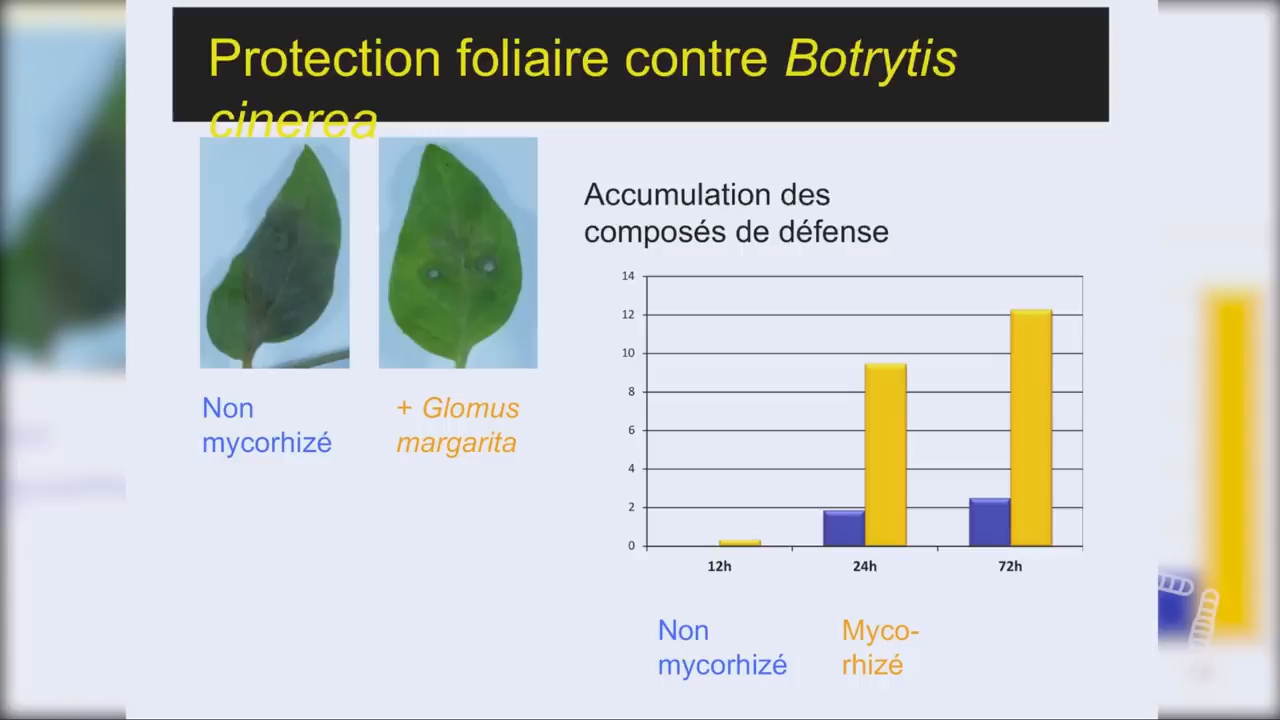 Protection foliaire contre Botrytis
cinerea
Accumulation des
composés de défense
14
12
10
8
6
4
2
0
12h
24h
72h
Non
mycorhizé
+ Glomus
margarita
Non
mycorhizé
Myco-
rhizé